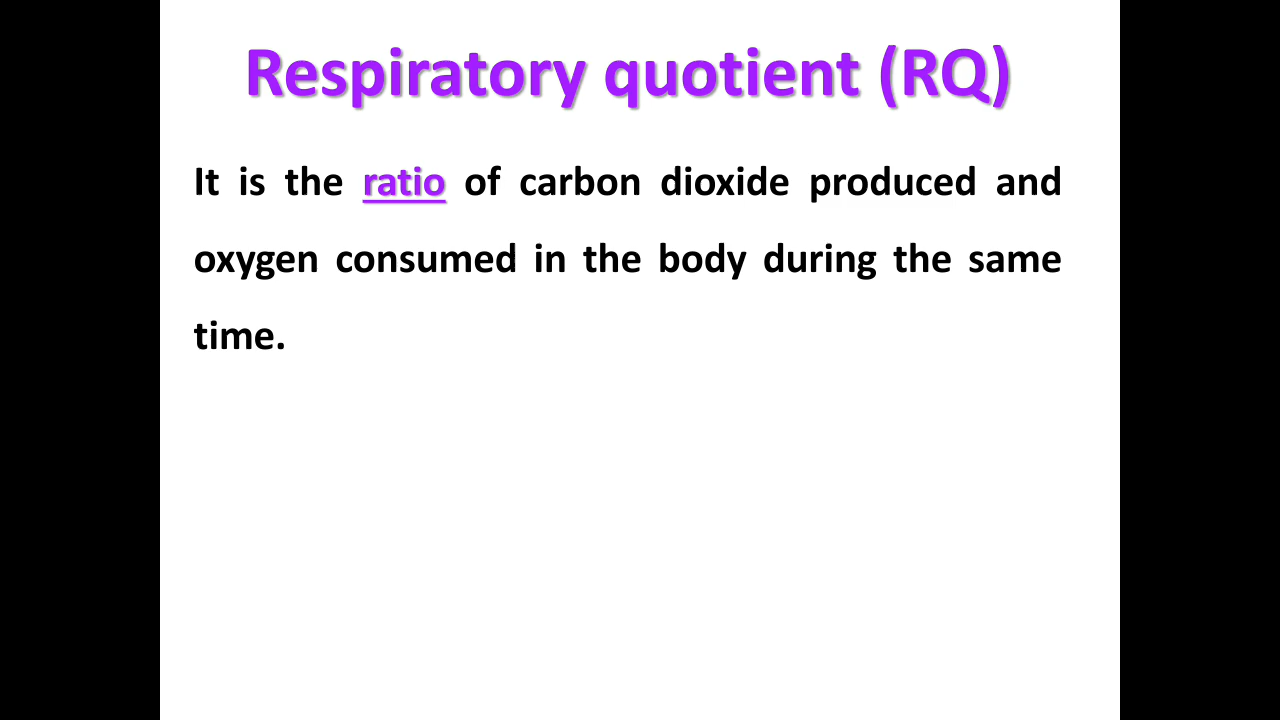 Respiratory quotient (RQ)
It is the ratio of carbon dioxide produced and
oxygen consumed in the body during the same
time.